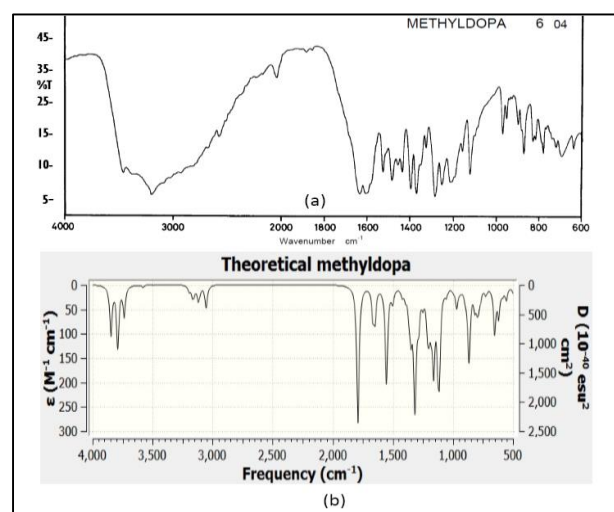 METHYLDOPA 6 04
45-
35-
%T
25-
15-
10-
5-
(a)
4000 3000 2000 1800 1600 1400 1200 1000 800 600
Wavenumber cm⁻¹
Theoretical methyldopa
0 0
50 500
100 1,000
150 1,500
200 2,000
250 2,500
300
ε (M⁻¹ cm⁻¹)
D (10⁻⁴⁰ esu² cm²)
4,000 3,500 3,000 2,500 2,000 1,500 1,000 500
Frequency (cm⁻¹)
(b)